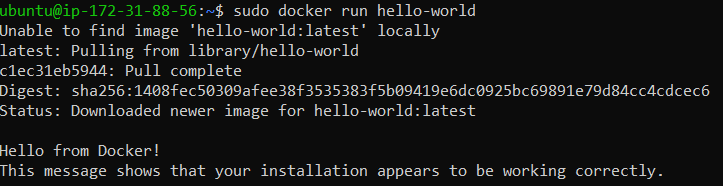 ubuntu@ip-172-31-88-56:~$ sudo docker run hello-world
Unable to find image 'hello-world:latest' locally
latest: Pulling from library/hello-world
c1ec31eb5944: Pull complete
Digest: sha256:1408fec50309afee38f3535383f5b09419e6dc0925bc69891e79d84cc4cdcec6
Status: Downloaded newer image for hello-world:latest

Hello from Docker!
This message shows that your installation appears to be working correctly.